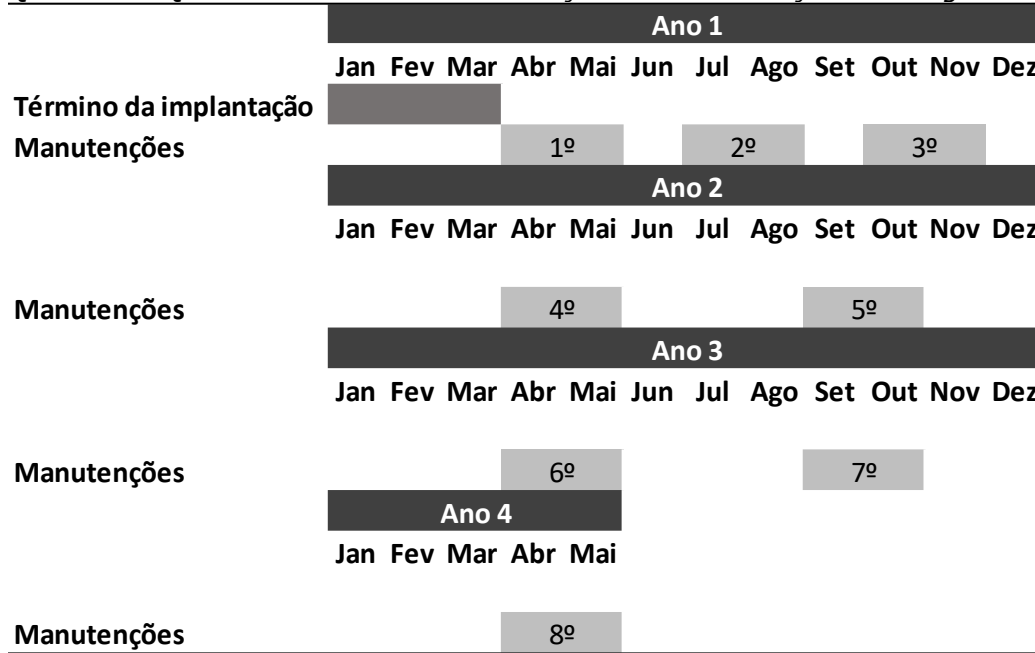 Ano 1
Jan Fev Mar Abr Mai Jun Jul Ago Set Out Nov Dez
Término da implantação
Manutenções 1º 2º 3º
Ano 2
Jan Fev Mar Abr Mai Jun Jul Ago Set Out Nov Dez
Manutenções 4º 5º
Ano 3
Jan Fev Mar Abr Mai Jun Jul Ago Set Out Nov Dez
Manutenções 6º 7º
Ano 4
Jan Fev Mar Abr Mai
Manutenções 8º